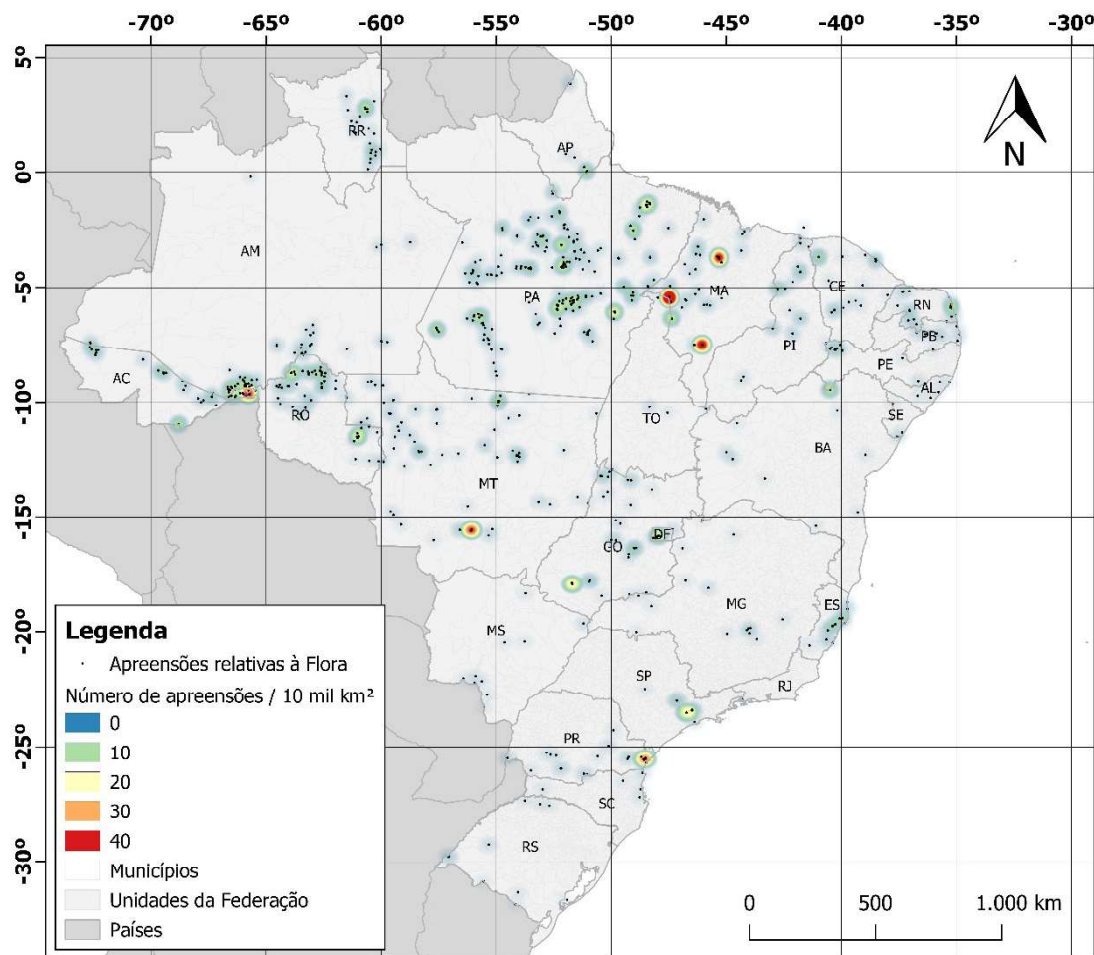 -70º -65º -60º -55º -50º -45º -40º -35º -30º
5º
0º
-5º
-10º
-15º
-20º
-25º
-30º
N
RR
AP
AM
PA
MA
CE
RN
PB
PI
PE
AC
AL
SE
RO
TO
BA
MT
DF
GO
MG
ES
MS
SP
RJ
PR
SC
RS
Legenda
Apreensões relativas à Flora
Número de apreensões / 10 mil km²
0
10
20
30
40
Municípios
Unidades da Federação
Países
0 500 1.000 km